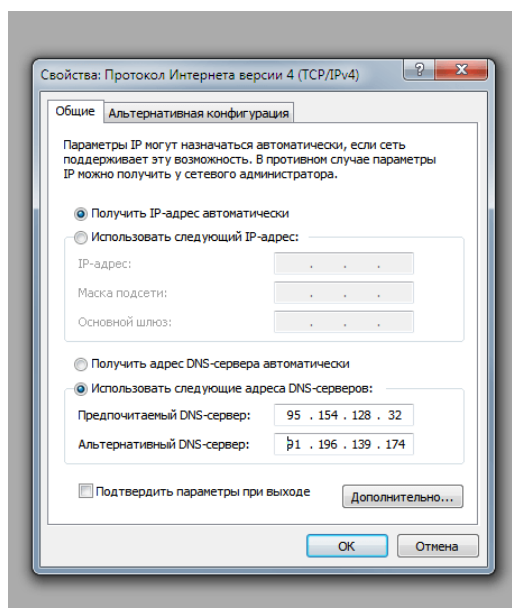 Свойства: Протокол Интернета версии 4 (TCP/IPv4)
Общие
Альтернативная конфигурация
Параметры IP могут назначаться автоматически, если сеть
поддерживает эту возможность. В противном случае параметры
IP можно получить у сетевого администратора.
Получить IP-адрес автоматически
Использовать следующий IP-адрес:
IP-адрес:
Маска подсети:
Основной шлюз:
Получить адрес DNS-сервера автоматически
Использовать следующие адреса DNS-серверов:
Предпочитаемый DNS-сервер: 95 . 154 . 128 . 32
Альтернативный DNS-сервер: 91 . 196 . 139 . 174
Подтвердить параметры при выходе
Дополнительно...
ОК
Отмена